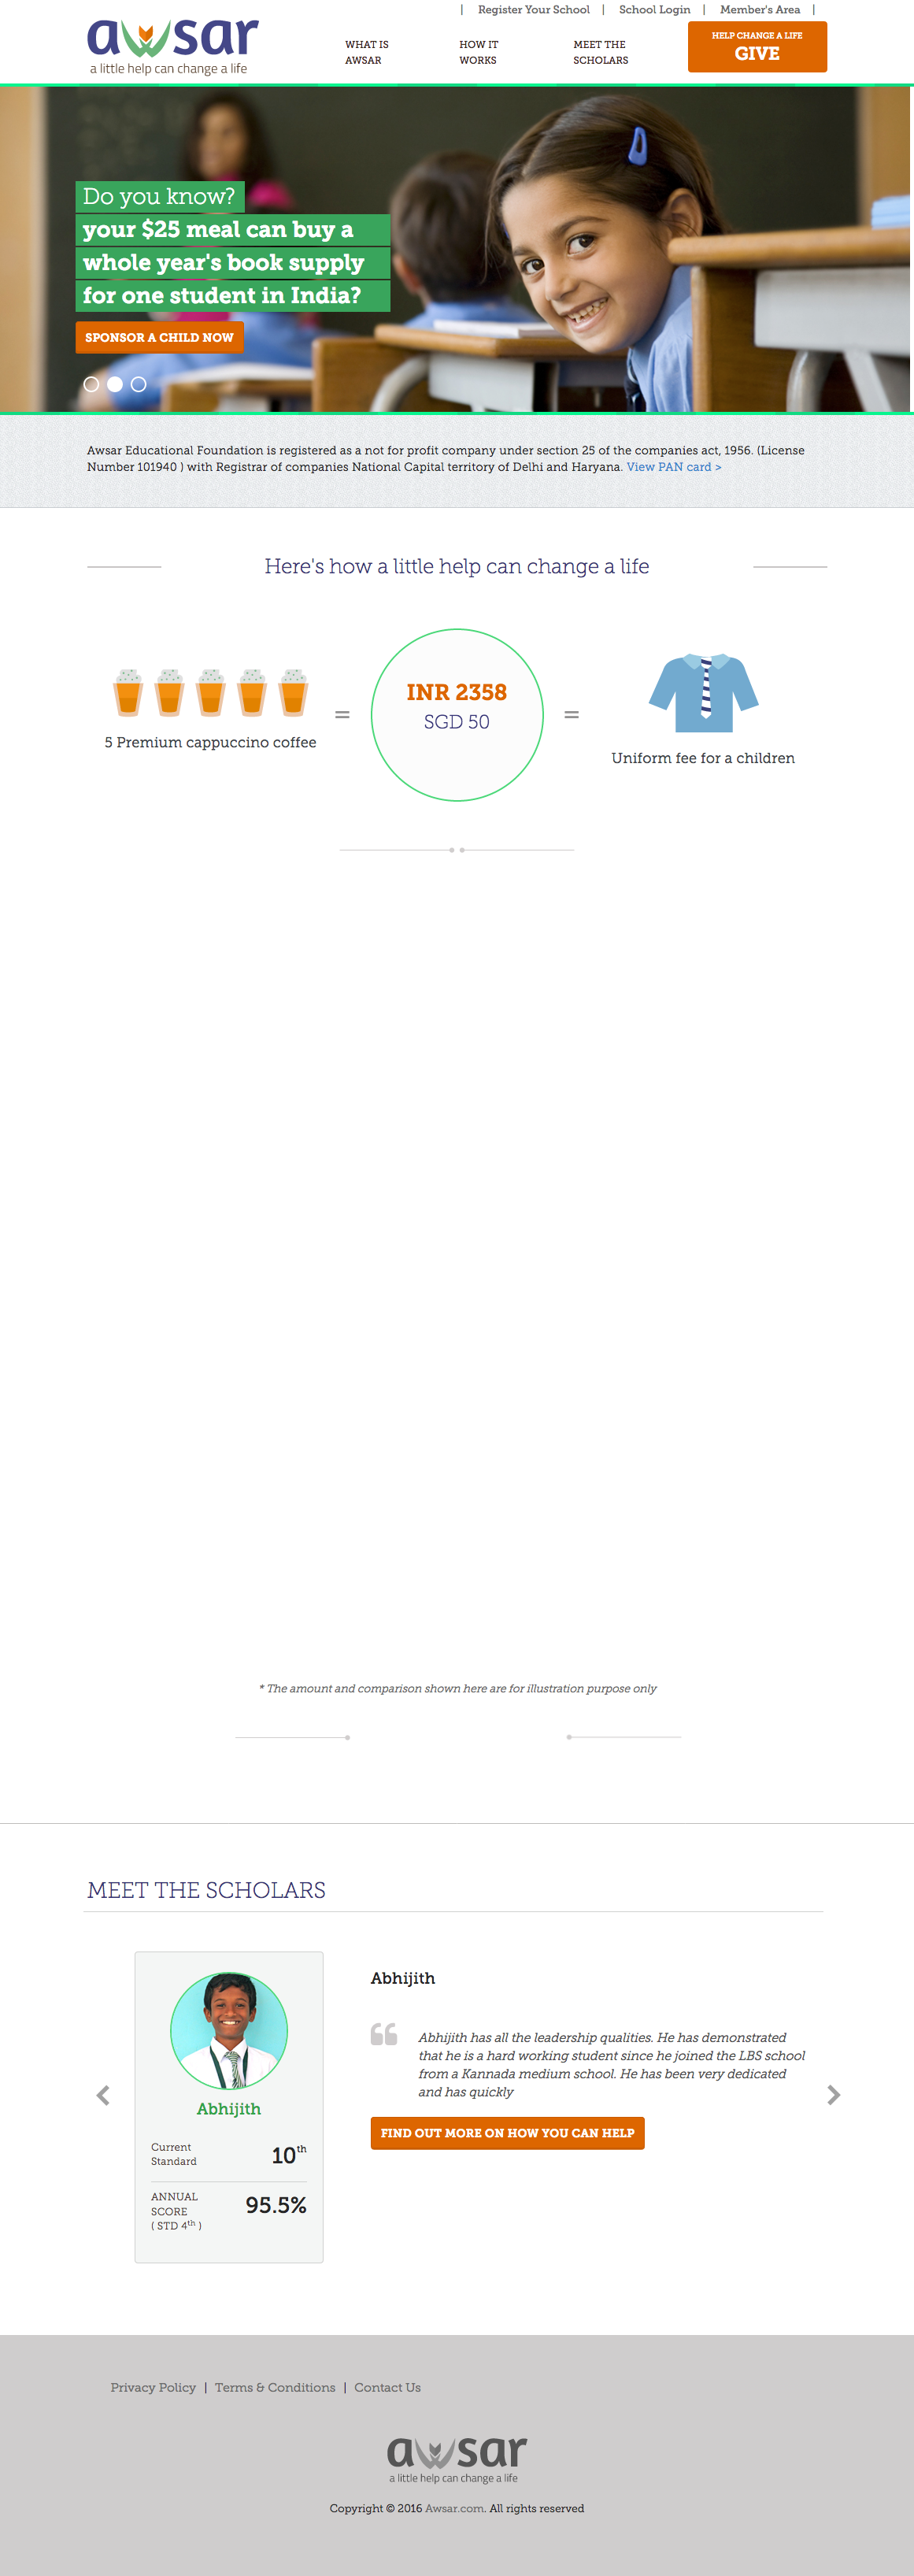 | Register Your School | School Login | Member's Area |
awsar
a little help can change a life
WHAT IS
AWSAR
HOW IT
WORKS
MEET THE
SCHOLARS
HELP CHANGE A LIFE
GIVE
Do you know?
your $25 meal can buy a
whole year's book supply
for one student in India?
SPONSOR A CHILD NOW
Awsar Educational Foundation is registered as a not for profit company under section 25 of the companies act, 1956. (License
Number 101940 ) with Registrar of companies National Capital territory of Delhi and Haryana. View PAN card >
Here's how a little help can change a life
5 Premium cappuccino coffee
=
INR 2358
SGD 50
=
Uniform fee for a children
* The amount and comparison shown here are for illustration purpose only
MEET THE SCHOLARS
Abhijith
Current
Standard
10th
ANNUAL
SCORE
( STD 4th )
95.5%
Abhijith
Abhijith has all the leadership qualities. He has demonstrated
that he is a hard working student since he joined the LBS school
from a Kannada medium school. He has been very dedicated
and has quickly
FIND OUT MORE ON HOW YOU CAN HELP
Privacy Policy | Terms & Conditions | Contact Us
awsar
a little help can change a life
Copyright © 2016 Awsar.com. All rights reserved